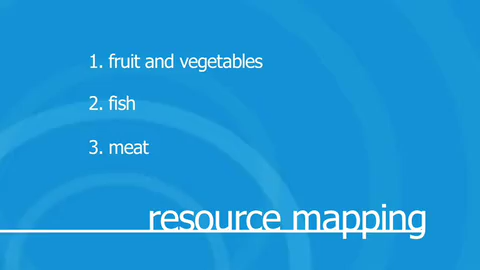 1. fruit and vegetables
2. fish
3. meat
resource mapping